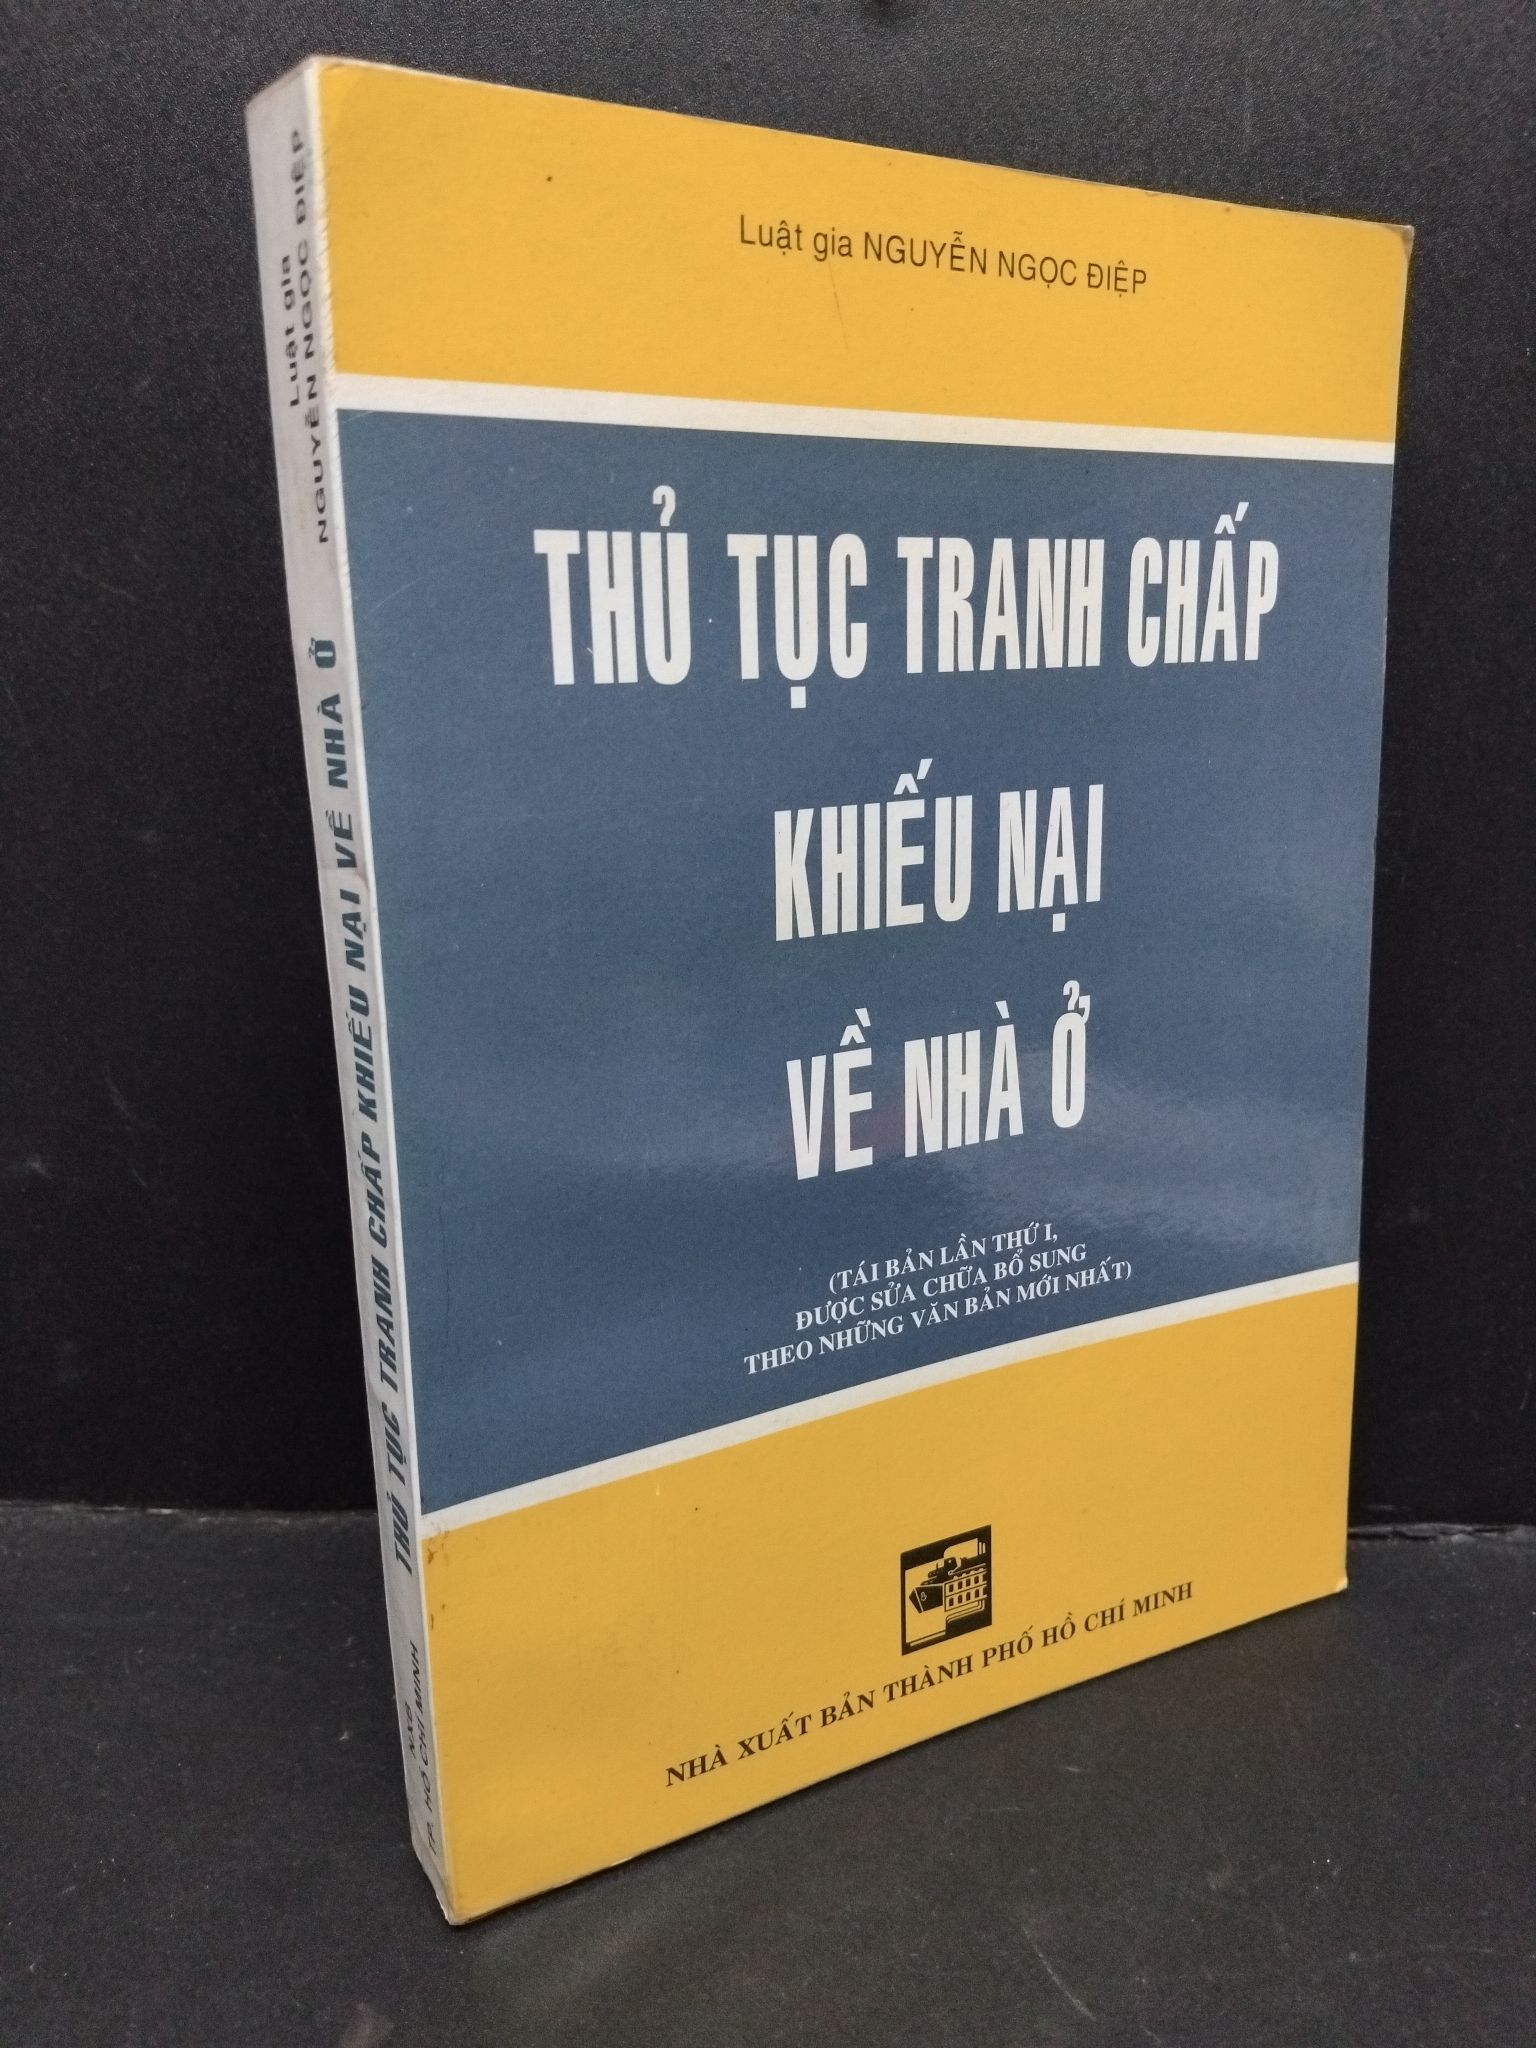 Luật gia NGUYỄN NGỌC ĐIỆP
THỦ TỤC TRANH CHẤP
KHIẾU NẠI
VỀ NHÀ Ở
(TÁI BẢN LẦN THỨ I,
ĐƯỢC SỬA CHỮA BỔ SUNG
THEO NHỮNG VĂN BẢN MỚI NHẤT)
NHÀ XUẤT BẢN THÀNH PHỐ HỒ CHÍ MINH
Luật gia
NGUYỄN NGỌC ĐIỆP
THỦ TỤC TRANH CHẤP KHIẾU NẠI VỀ NHÀ Ở
NXB
TP. HỒ CHÍ MINH